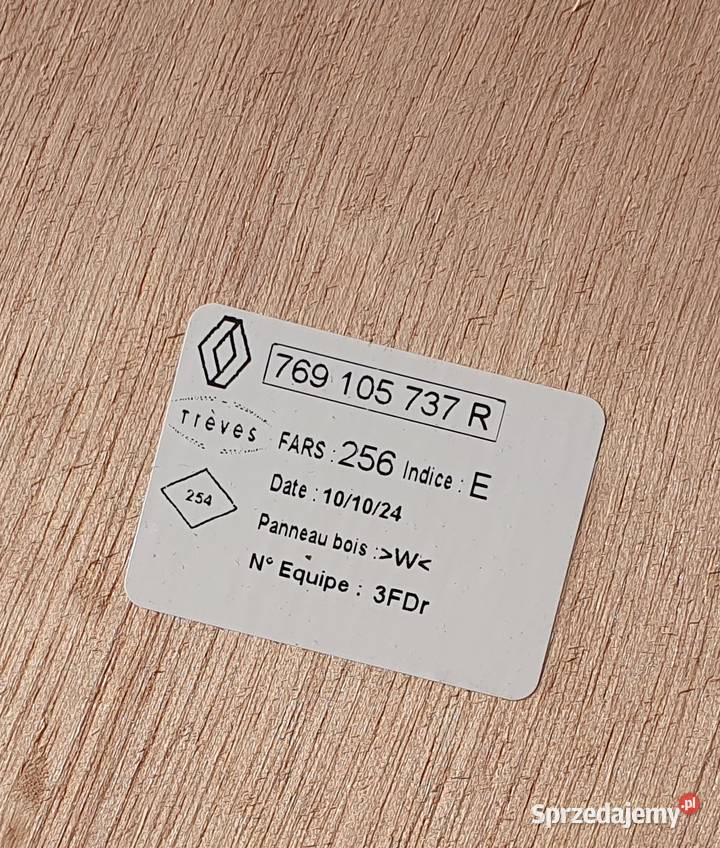 769 105 737 R
Trèves
FARS : 256 Indice : E
254
Date : 10/10/24
Panneau bois :>W<
N° Equipe : 3FDr
Sprzedajemy.pl